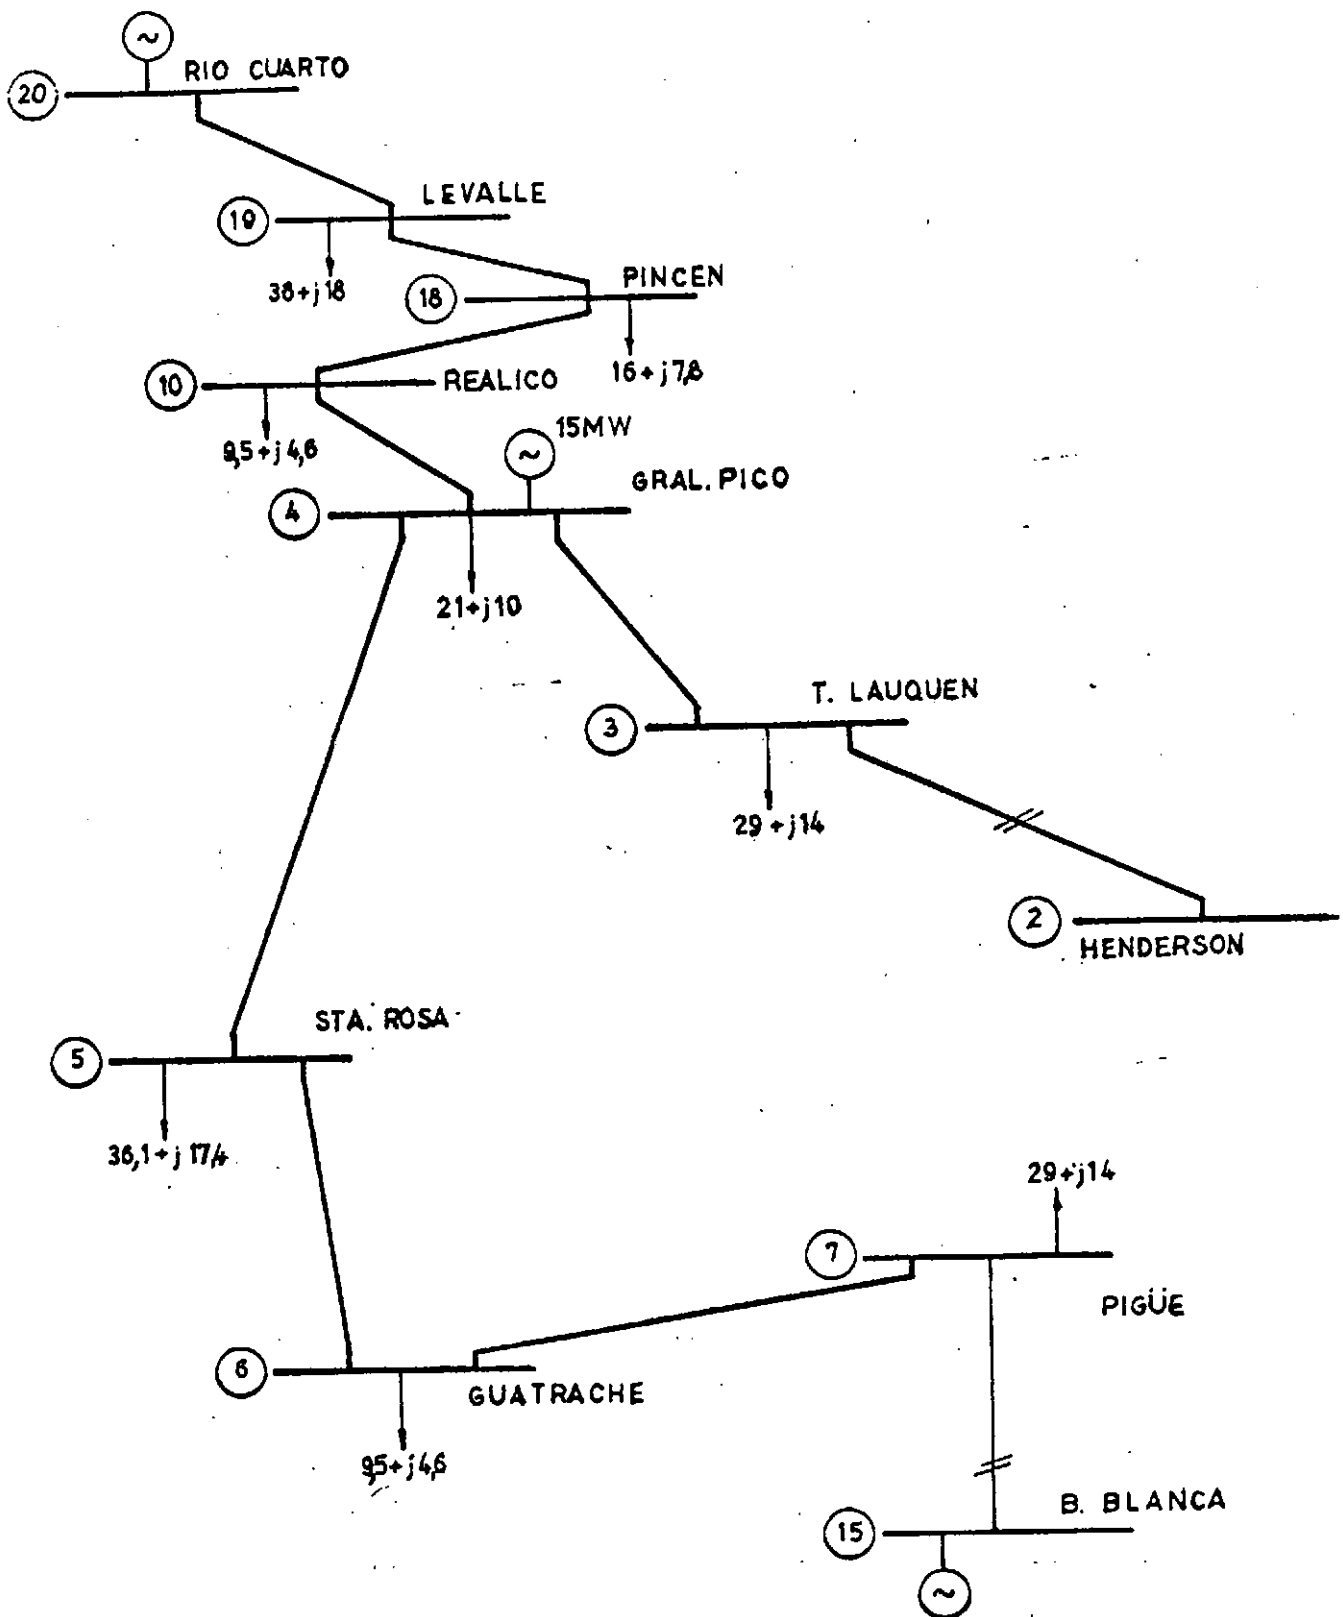 ~
RIO CUARTO
20
LEVALLE
19
36+j18
PINCEN
18
16+j7,8
10
REALICO
9,5+j4,6
~
15MW
GRAL. PICO
4
21+j10
T. LAUQUEN
3
29+j14
2
HENDERSON
STA. ROSA
5
36,1+j17,4
29+j14
7
PIGÜE
6
GUATRACHE
9,5+j4,6
B. BLANCA
15
~